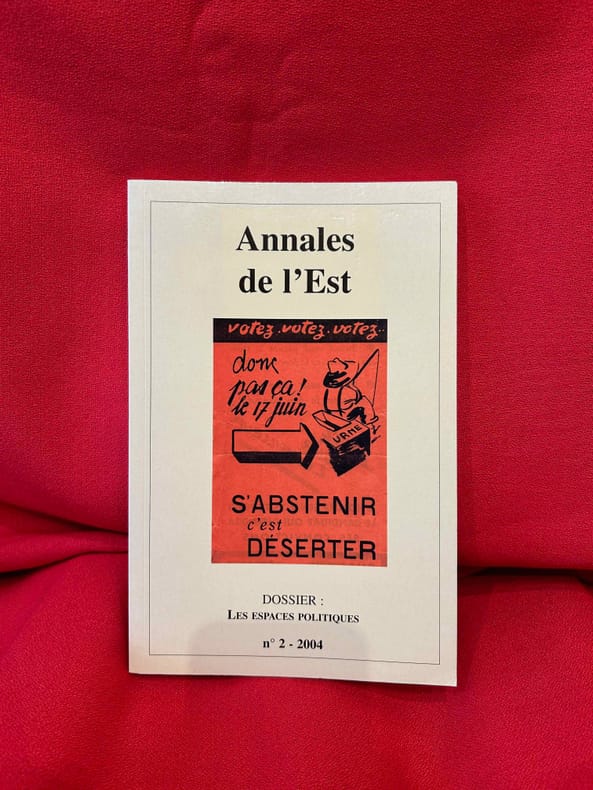 Annales
de l'Est
votez.votez.votez..
donc
pas ça!
le 17 juin
URNE
S'ABSTENIR
c'est
DÉSERTER
DOSSIER :
LES ESPACES POLITIQUES
n° 2 - 2004